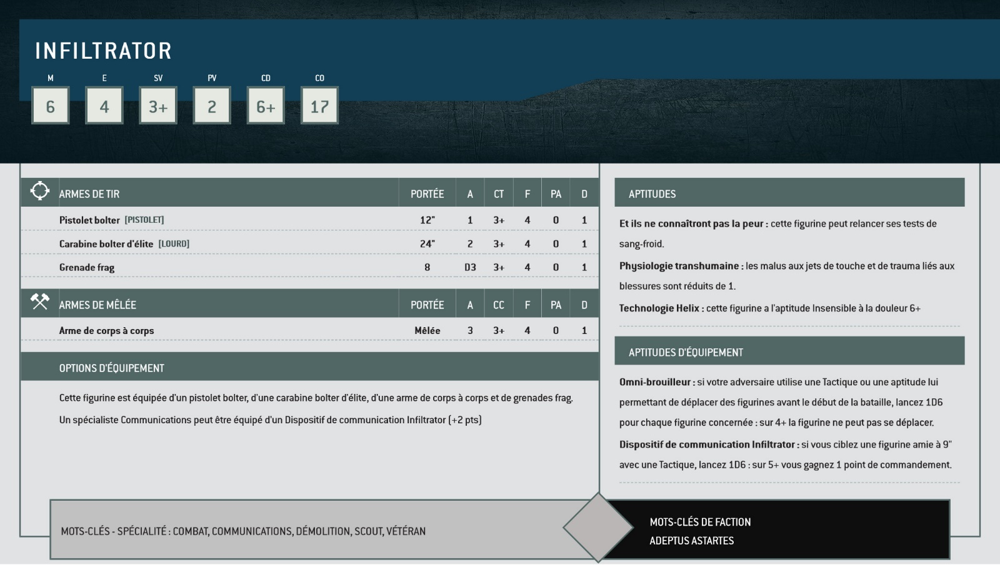 INFILTRATOR
M E SV PV CD CO
6 4 3+ 2 6+ 17
ARMES DE TIR PORTÉE A CT F PA D
Pistolet bolter [PISTOLET] 12" 1 3+ 4 0 1
Carabine bolter d'élite [LOURD] 24" 2 3+ 4 0 1
Grenade frag 8 D3 3+ 4 0 1
ARMES DE MÊLÉE PORTÉE A CC F PA D
Arme de corps à corps Mêlée 3 3+ 4 0 1
OPTIONS D'ÉQUIPEMENT
Cette figurine est équipée d'un pistolet bolter, d'une carabine bolter d'élite, d'une arme de corps à corps et de grenades frag.
Un spécialiste Communications peut être équipé d'un Dispositif de communication Infiltrator (+2 pts)
APTITUDES
Et ils ne connaîtront pas la peur : cette figurine peut relancer ses tests de
sang-froid.
Physiologie transhumaine : les malus aux jets de touche et de trauma liés aux
blessures sont réduits de 1.
Technologie Helix : cette figurine a l'aptitude Insensible à la douleur 6+
APTITUDES D'ÉQUIPEMENT
Omni-brouilleur : si votre adversaire utilise une Tactique ou une aptitude lui
permettant de déplacer des figurines avant le début de la bataille, lancez 1D6
pour chaque figurine concernée : sur 4+ la figurine ne peut pas se déplacer.
Dispositif de communication Infiltrator : si vous ciblez une figurine amie à 9"
avec une Tactique, lancez 1D6 : sur 5+ vous gagnez 1 point de commandement.
MOTS-CLÉS - SPÉCIALITÉ : COMBAT, COMMUNICATIONS, DÉMOLITION, SCOUT, VÉTÉRAN
MOTS-CLÉS DE FACTION
ADEPTUS ASTARTES